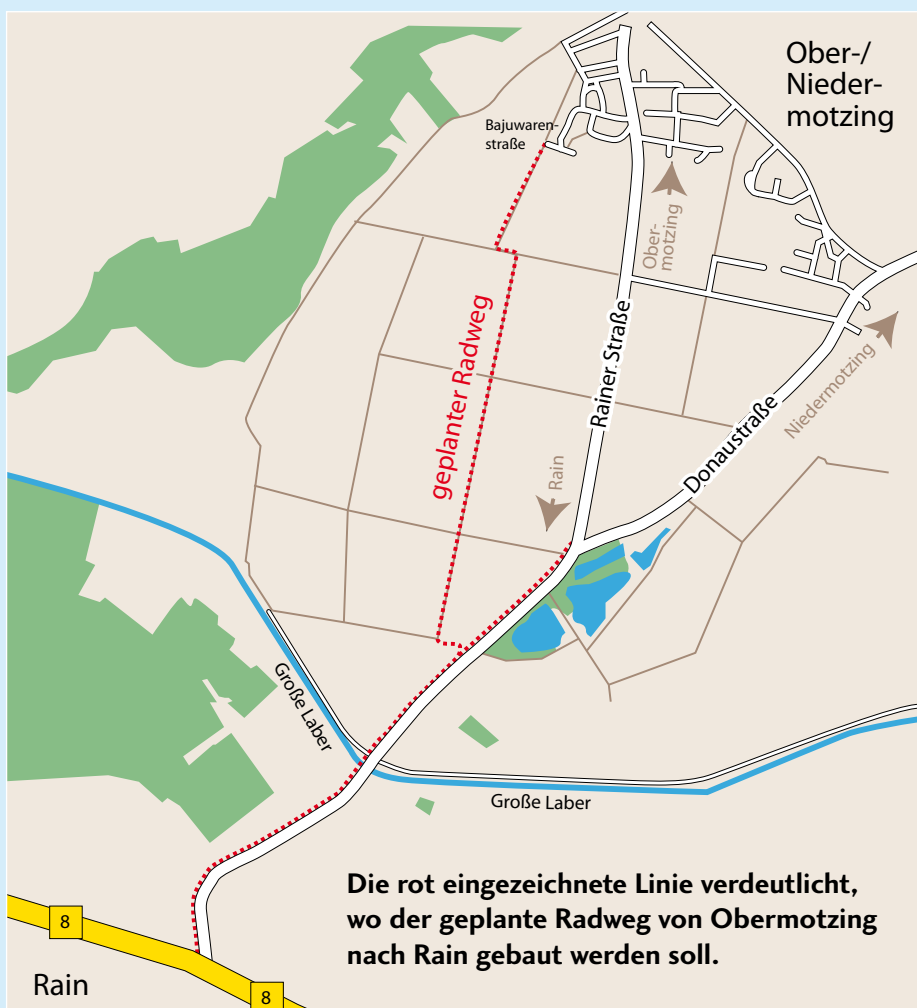 Ober-/
Nieder-
motzing
Bajuwaren-
straße
Ober-
motzing
geplanter Radweg
Rainer Straße
Donaustraße
Niedermotzing
Rain
Große Laber
Große Laber
Die rot eingezeichnete Linie verdeutlicht,
wo der geplante Radweg von Obermotzing
nach Rain gebaut werden soll.
8
Rain
8